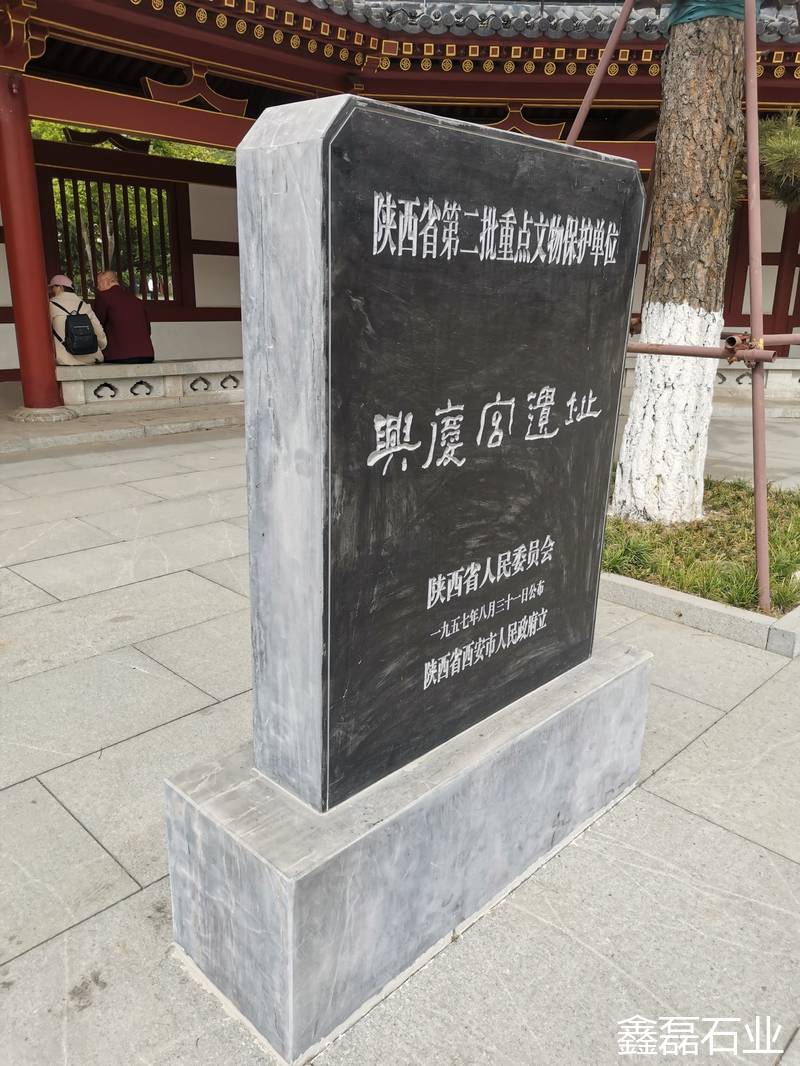 陕西省第二批重点文物保护单位
興慶宮遺址
陕西省人民委员会
一九五七年八月三十一日公布
陕西省西安市人民政府立
鑫磊石业